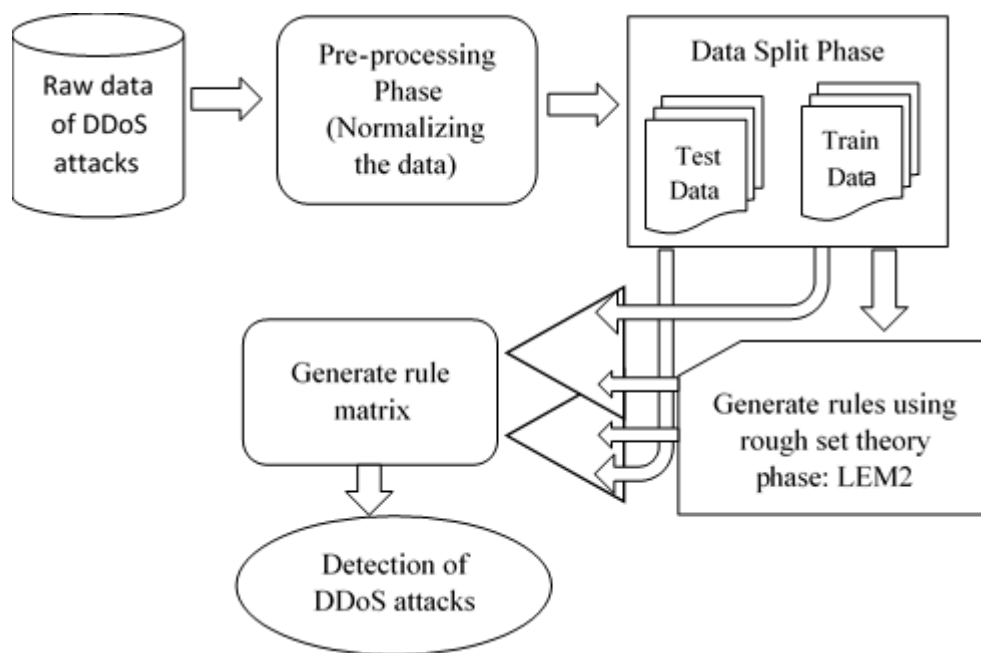 Raw data
of DDoS
attacks
Pre-processing
Phase
(Normalizing
the data)
Data Split Phase
Test
Data
Train
Data
Generate rule
matrix
Generate rules using
rough set theory
phase: LEM2
Detection of
DDoS attacks